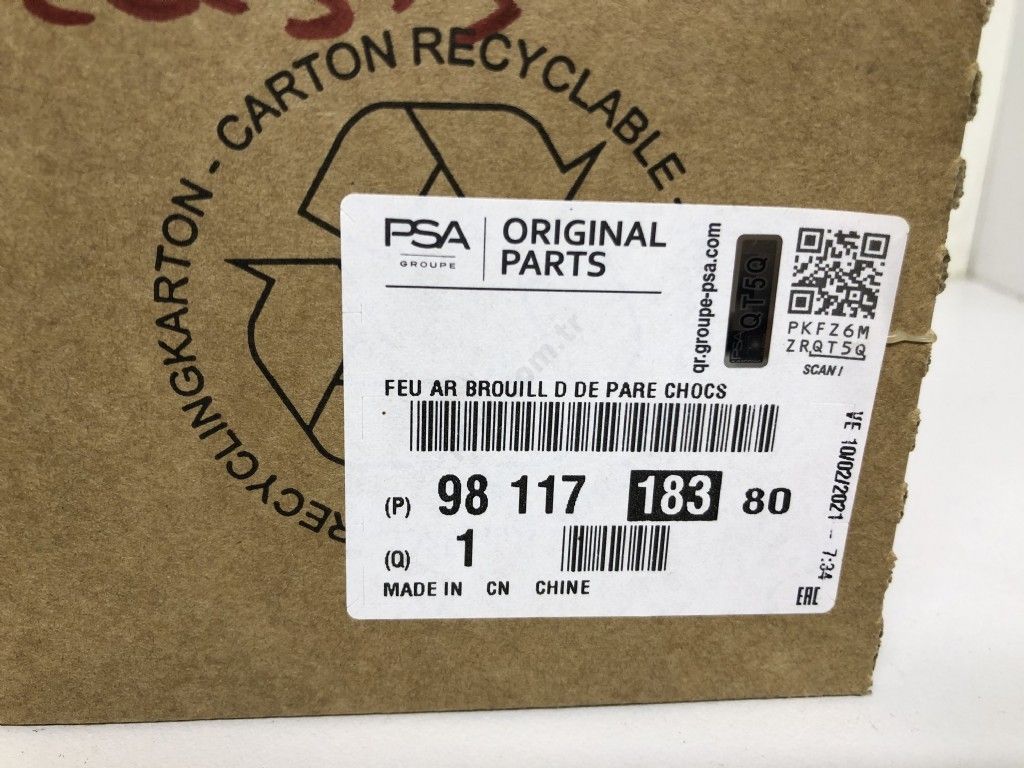 RECYCLINGKARTON - CARTON RECYCLABLE -
PSA
GROUPE
ORIGINAL
PARTS
qr.groupe-psa.com
PSA QT5Q
PKFZ6M
ZRQT5Q
SCAN !
FEU AR BROUILL D DE PARE CHOCS
(P) 98 117 183 80
(Q) 1
MADE IN CN CHINE
VE 10/02/2021 - 7:34
EAC